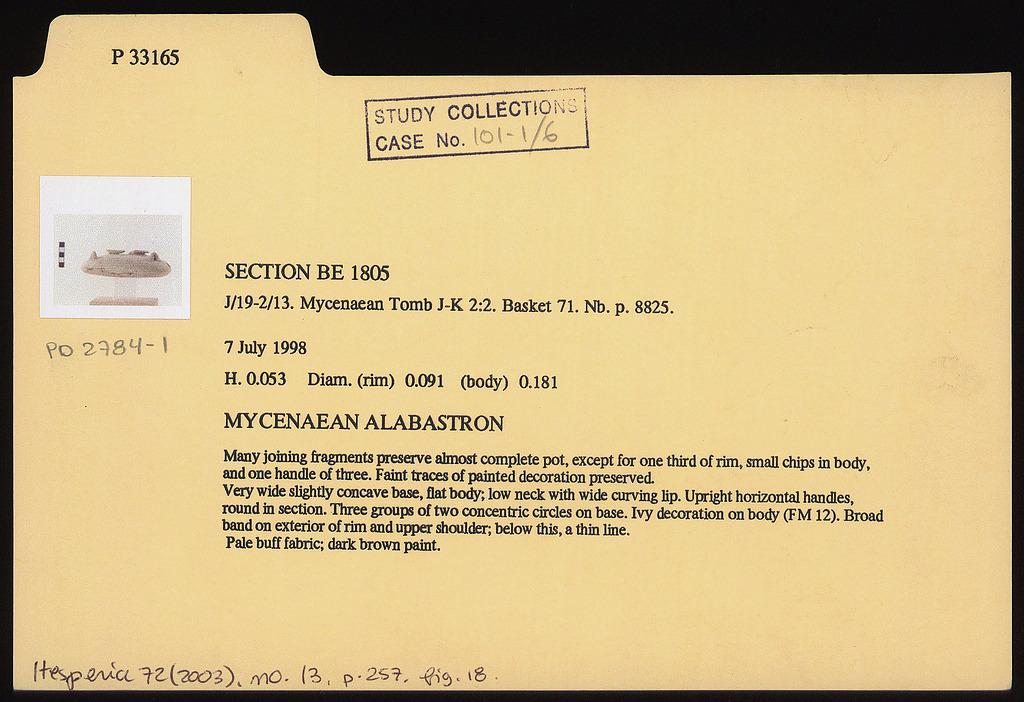 P 33165
STUDY COLLECTIONS
CASE No. 101-1/6
SECTION BE 1805
J/19-2/13. Mycenaean Tomb J-K 2:2. Basket 71. Nb. p. 8825.
PD 2784-1
7 July 1998
H. 0.053 Diam. (rim) 0.091 (body) 0.181
MYCENAEAN ALABASTRON
Many joining fragments preserve almost complete pot, except for one third of rim, small chips in body,
and one handle of three. Faint traces of painted decoration preserved.
Very wide slightly concave base, flat body; low neck with wide curving lip. Upright horizontal handles,
round in section. Three groups of two concentric circles on base. Ivy decoration on body (FM 12). Broad
band on exterior of rim and upper shoulder; below this, a thin line.
Pale buff fabric; dark brown paint.
Hesperia 72 (2003), no. 13, p. 257, fig. 18.